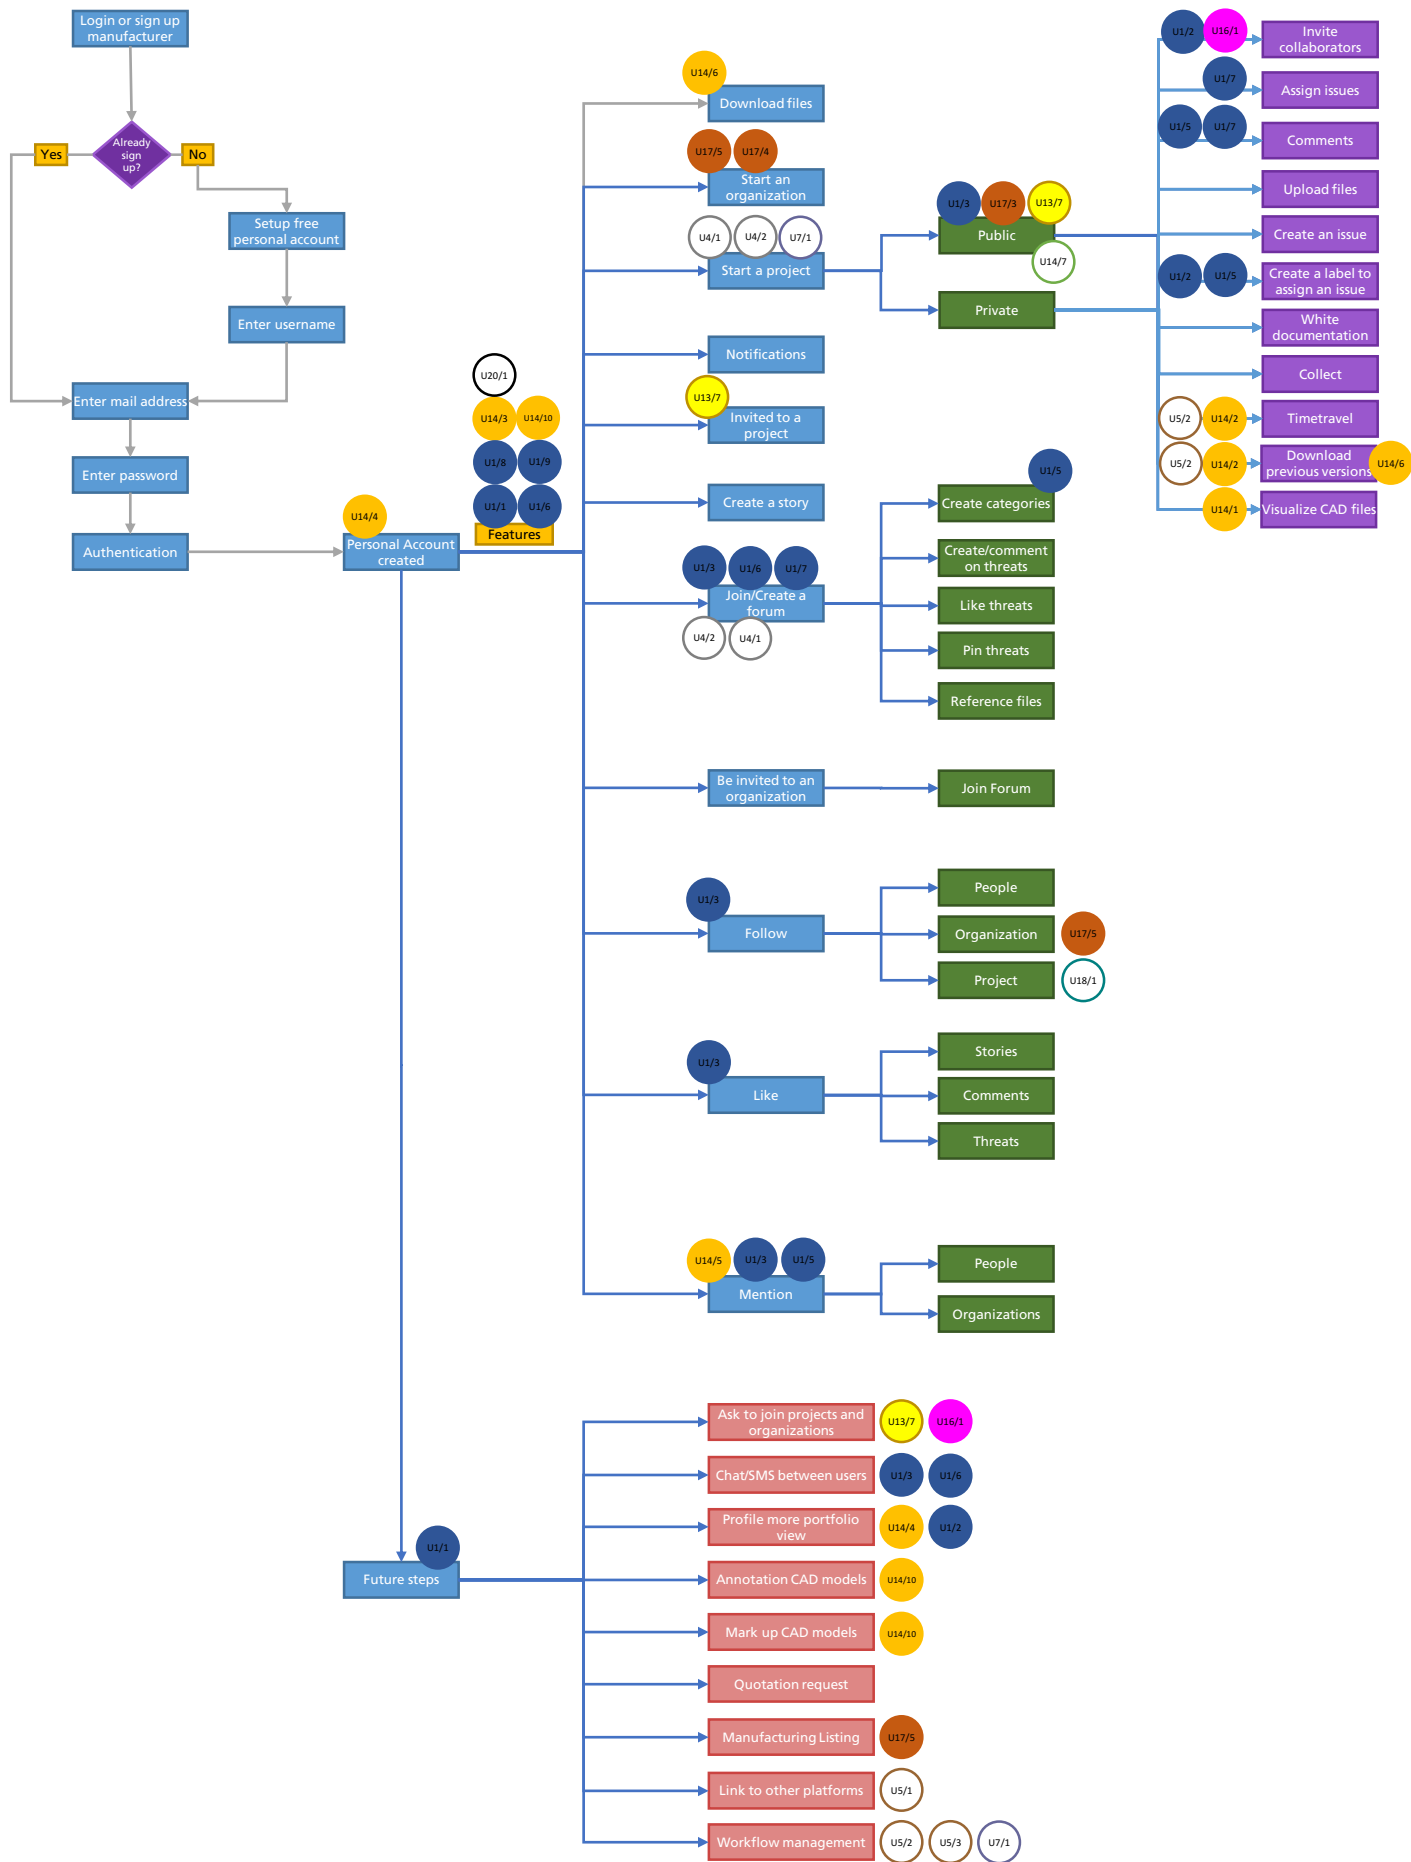 Login or sign up
manufacturer
Already
sign
up?
Yes
No
Setup free
personal account
Enter username
Enter mail address
Enter password
Authentication
U14/4
Personal Account
created
U20/1
U14/3
U14/10
U1/8
U1/9
U1/1
U1/6
Features
U14/6
Download files
U17/5
U17/4
Start an
organization
U4/1
U4/2
U7/1
Start a project
Notifications
U13/7
Invited to a
project
Create a story
U1/3
U1/6
U1/7
Join/Create a
forum
U4/2
U4/1
Be invited to an
organization
U1/3
Follow
U1/3
Like
U14/5
U1/3
U1/5
Mention
U1/3
U17/3
U13/7
Public
U14/7
Private
U1/5
Create categories
Create/comment
on threats
Like threats
Pin threats
Reference files
Join Forum
People
Organization
U17/5
Project
U18/1
Stories
Comments
Threats
People
Organizations
U1/2
U16/1
Invite
collaborators
U1/7
Assign issues
U1/5
U1/7
Comments
Upload files
Create an issue
U1/2
U1/5
Create a label to
assign an issue
White
documentation
Collect
U5/2
U14/2
Timetravel
U5/2
U14/2
Download
previous versions
U14/6
U14/1
Visualize CAD files
U1/1
Future steps
Ask to join projects and
organizations
U13/7
U16/1
Chat/SMS between users
U1/3
U1/6
Profile more portfolio
view
U14/4
U1/2
Annotation CAD models
U14/10
Mark up CAD models
U14/10
Quotation request
Manufacturing Listing
U17/5
Link to other platforms
U5/1
Workflow management
U5/2
U5/3
U7/1